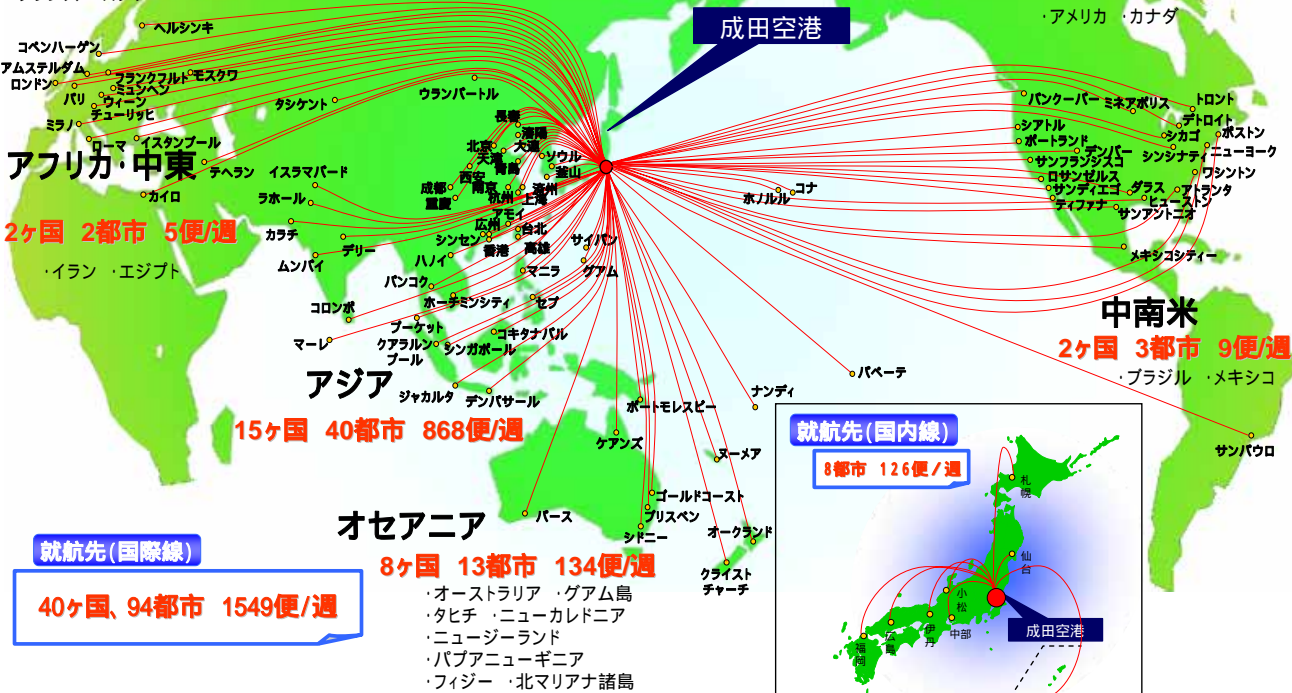 成田空港
・アメリカ ・カナダ
ヘルシンキ
コペンハーゲン
アムステルダム
フランクフルト
モスクワ
ロンドン
ミュンヘン
パリ
ウィーン
チューリッヒ
ミラノ
ローマ
イスタンブール
タシケント
ウランバートル
アフリカ・中東
テヘラン
カイロ
2ヶ国 2都市 5便/週
・イラン ・エジプト
イスラマバード
ラホール
カラチ
デリー
ムンバイ
コロンボ
マーレ
長春
瀋陽
北京
大連
天津
青島
ソウル
釜山
西安
成都
南京
済州
重慶
杭州
上海
アモイ
広州
台北
シンセン
香港
高雄
ハノイ
サイパン
グアム
マニラ
バンコク
ホーチミンシティ
セブ
プーケット
コキタナバル
クアラルン
プール
シンガポール
ジャカルタ
デンパサール
アジア
15ヶ国 40都市 868便/週
バンクーバー
ミネアポリス
トロント
シアトル
デトロイト
シカゴ
ボストン
ポートランド
デンバー
シンシナティ
ニューヨーク
サンフランシスコ
ワシントン
ロサンゼルス
サンディエゴ
ダラス
アトランタ
ティファナ
ヒューストン
サンアントニオ
メキシコシティー
ホノルル
コナ
中南米
2ヶ国 3都市 9便/週
・ブラジル ・メキシコ
サンパウロ
パペーテ
ナンディ
ポートモレスビー
ケアンズ
ヌーメア
ゴールドコースト
ブリスベン
パース
シドニー
オークランド
クライスト
チャーチ
オセアニア
8ヶ国 13都市 134便/週
・オーストラリア ・グアム島
・タヒチ ・ニューカレドニア
・ニュージーランド
・パプアニューギニア
・フィジー ・北マリアナ諸島
就航先(国際線)
40ヶ国、94都市 1549便/週
就航先(国内線)
8都市 126便/週
札幌
仙台
小松
成田空港
中部
伊丹
広島
福岡